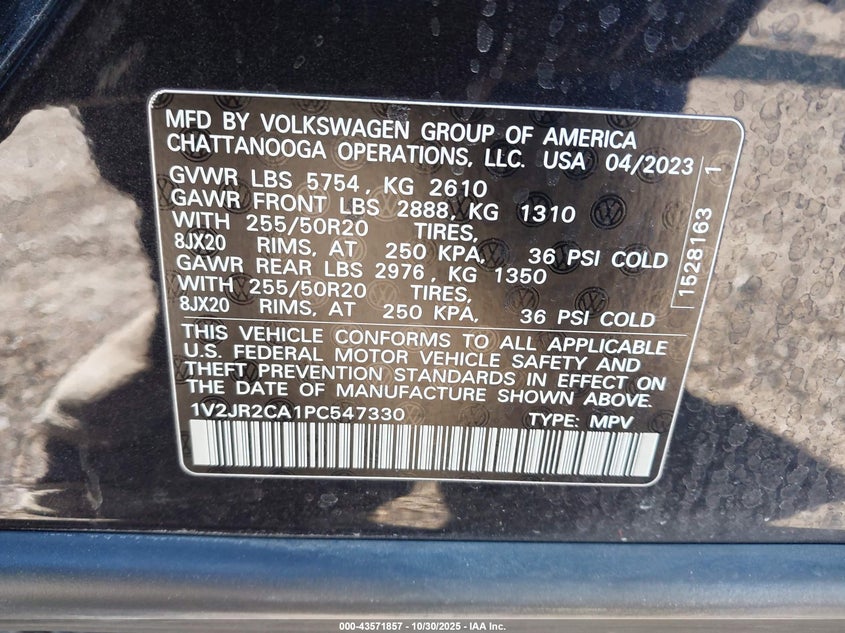 MFD BY VOLKSWAGEN GROUP OF AMERICA
CHATTANOOGA OPERATIONS, LLC. USA 04/2023
GVWR LBS 5754, KG 2610
GAWR FRONT LBS 2888, KG 1310
WITH 255/50R20 TIRES,
8JX20 RIMS, AT 250 KPA, 36 PSI COLD
GAWR REAR LBS 2976, KG 1350
WITH 255/50R20 TIRES,
8JX20 RIMS, AT 250 KPA, 36 PSI COLD
THIS VEHICLE CONFORMS TO ALL APPLICABLE
U.S. FEDERAL MOTOR VEHICLE SAFETY AND
THEFT PREVENTION STANDARDS IN EFFECT ON
THE DATE OF MANUFACTURE SHOWN ABOVE.
1V2JR2CA1PC547330 TYPE: MPV
1528163 1
000-43571857 - 10/30/2025 - IAA Inc.